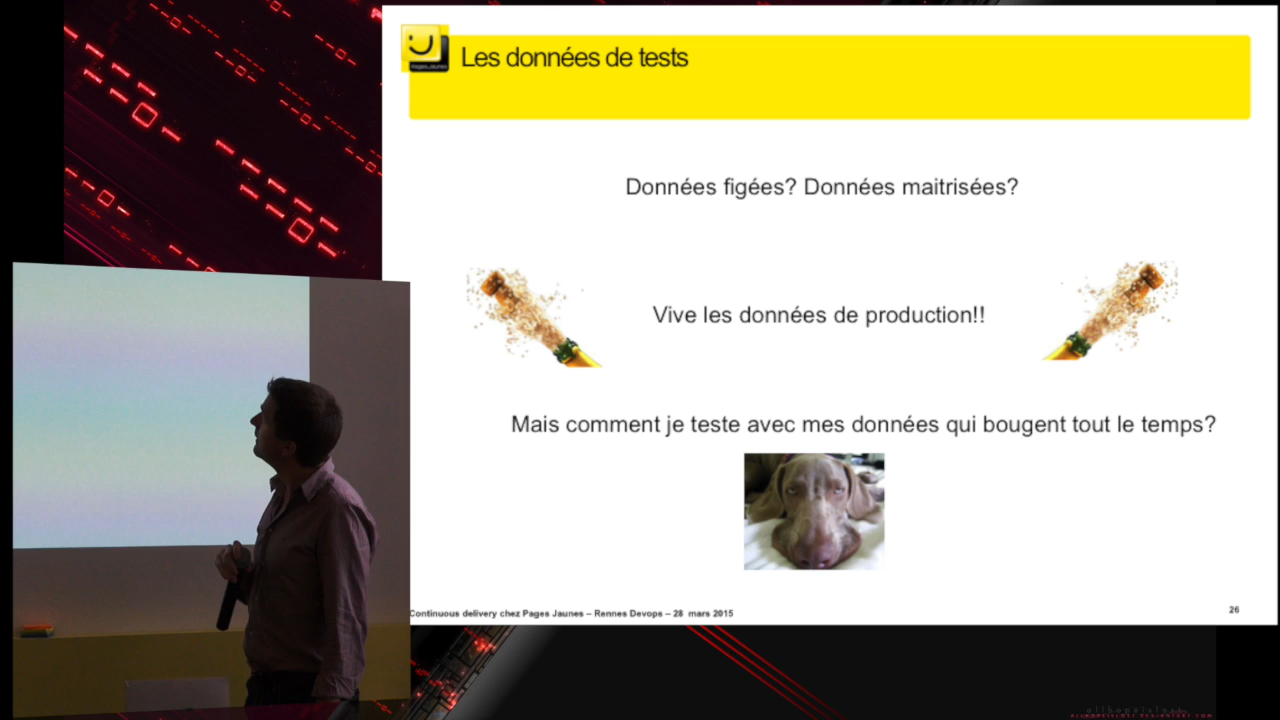 PagesJaunes
Les données de tests
Données figées? Données maitrisées?
Vive les données de production!!
Mais comment je teste avec mes données qui bougent tout le temps?
Continuous delivery chez Pages Jaunes – Rennes Devops – 28 mars 2015
26